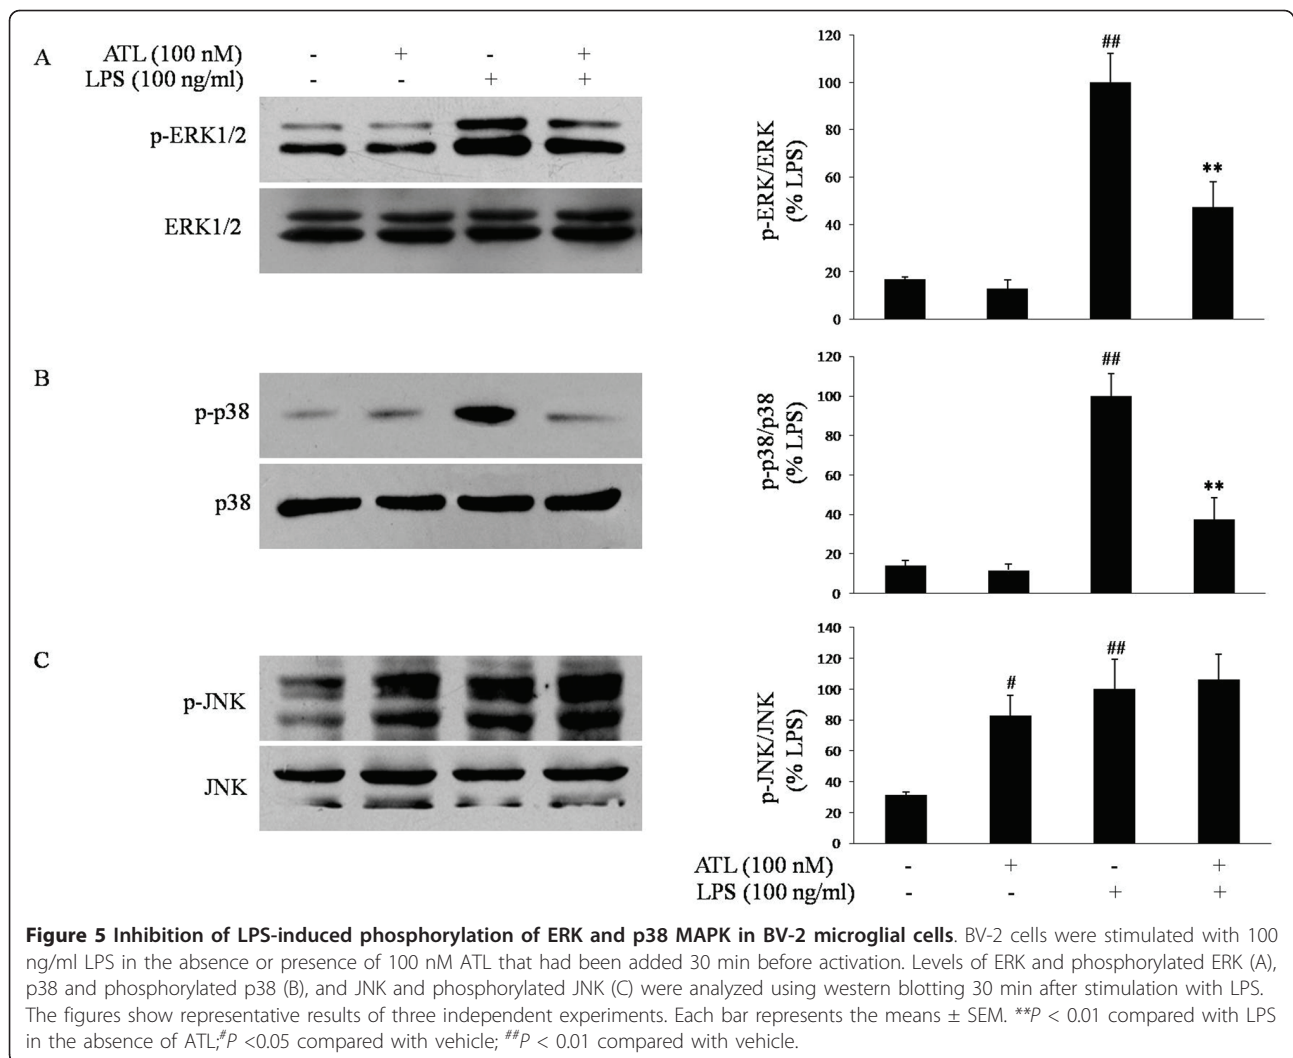 A
ATL (100 nM) - + - +
LPS (100 ng/ml) - - + +
p-ERK1/2
ERK1/2
p-ERK/ERK
(% LPS)
120
100
80
60
40
20
0
##
**
B
p-p38
p38
p-p38/p38
(% LPS)
120
100
80
60
40
20
0
##
**
C
p-JNK
JNK
p-JNK/JNK
(% LPS)
140
120
100
80
60
40
20
0
#
##
ATL (100 nM) - + - +
LPS (100 ng/ml) - - + +
Figure 5 Inhibition of LPS-induced phosphorylation of ERK and p38 MAPK in BV-2 microglial cells. BV-2 cells were stimulated with 100
ng/ml LPS in the absence or presence of 100 nM ATL that had been added 30 min before activation. Levels of ERK and phosphorylated ERK (A),
p38 and phosphorylated p38 (B), and JNK and phosphorylated JNK (C) were analyzed using western blotting 30 min after stimulation with LPS.
The figures show representative results of three independent experiments. Each bar represents the means ± SEM. **P < 0.01 compared with LPS
in the absence of ATL;#P <0.05 compared with vehicle; ##P < 0.01 compared with vehicle.